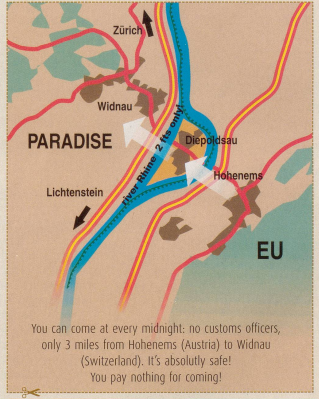 Zürich
Widnau
PARADISE
river Rhine 2 fts only!
Diepoldsau
Hohenems
Lichtenstein
EU
You can come at every midnight: no customs officers,
only 3 miles from Hohenems (Austria) to Widnau
(Switzerland). It's absolutly safe!
You pay nothing for coming!